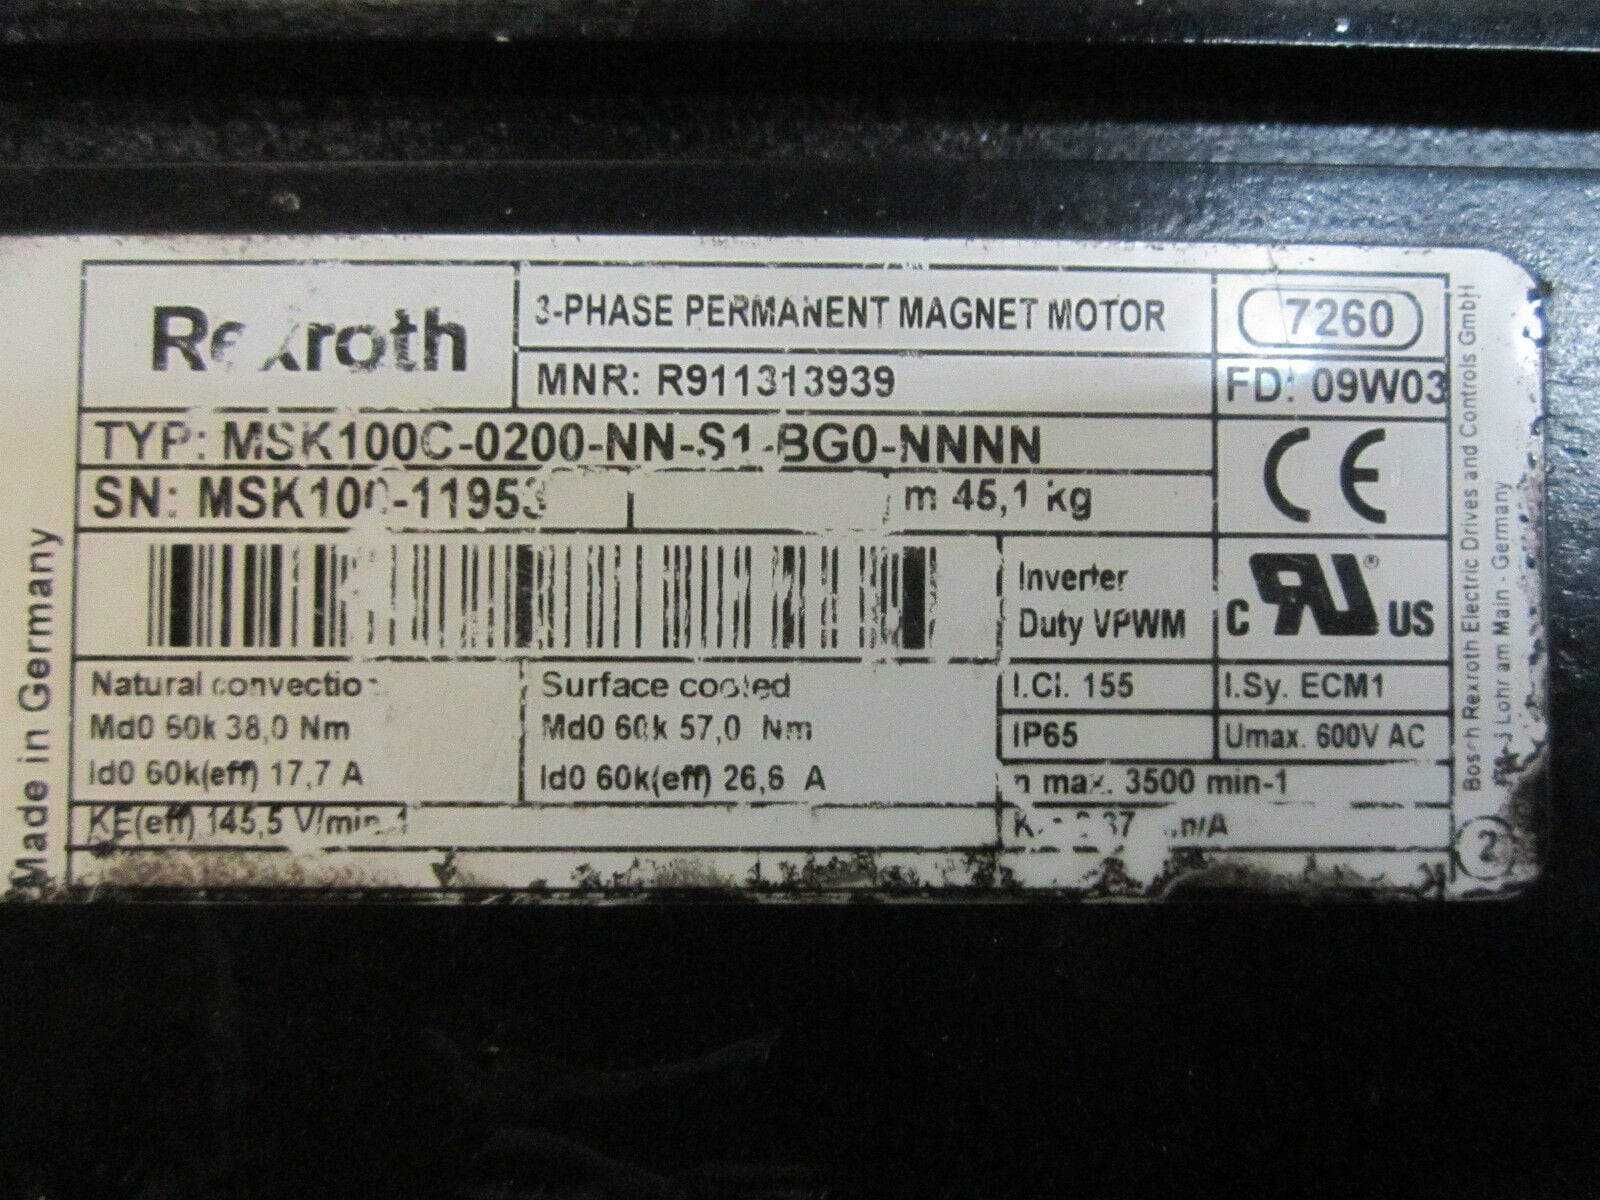 Rexroth
3-PHASE PERMANENT MAGNET MOTOR
7260
MNR: R911313939
FD: 09W03
TYP: MSK100C-0200-NN-S1-BG0-NNNN
SN:
m 45,1 kg
CE
Inverter
Duty VPWM
C RU ® US
Natural convection
Md0 60k 38,0 Nm
Id0 60k(eff) 17,7 A
Surface cooled
Md0 60k 57,0 Nm
Id0 60k(eff) 26,6 A
I.Cl. 155
I.Sy. ECM1
IP65
Umax. 600V AC
n max. 3500 min-1
KE(eff) 145,5 V/min-1
2
Made in Germany
Bosch Rexroth Electric Drives and Controls GmbH
Lohr am Main - Germany